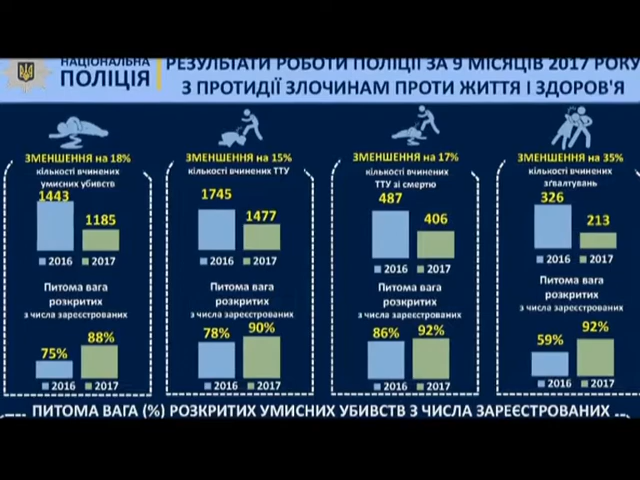 НАЦІОНАЛЬНА
ПОЛІЦІЯ
РЕЗУЛЬТАТИ РОБОТИ ПОЛІЦІЇ ЗА 9 МІСЯЦІВ 2017 РОКУ
З ПРОТИДІЇ ЗЛОЧИНАМ ПРОТИ ЖИТТЯ І ЗДОРОВ'Я
ЗМЕНШЕННЯ на 18%
кількості вчинених
умисних убивств
1443
1185
2016 2017
Питома вага
розкритих
з числа зареєстрованих
75%
88%
2016 2017
ЗМЕНШЕННЯ на 15%
кількості вчинених ТТУ
1745
1477
2016 2017
Питома вага
розкритих
з числа зареєстрованих
78%
90%
2016 2017
ЗМЕНШЕННЯ на 17%
кількості вчинених
ТТУ зі смертю
487
406
2016 2017
Питома вага
розкритих
з числа зареєстрованих
86%
92%
2016 2017
ЗМЕНШЕННЯ на 35%
кількості вчинених
зґвалтувань
326
213
2016 2017
Питома вага
розкритих
з числа зареєстрованих
59%
92%
2016 2017
ПИТОМА ВАГА (%) РОЗКРИТИХ УМИСНИХ УБИВСТВ З ЧИСЛА ЗАРЕЄСТРОВАНИХ